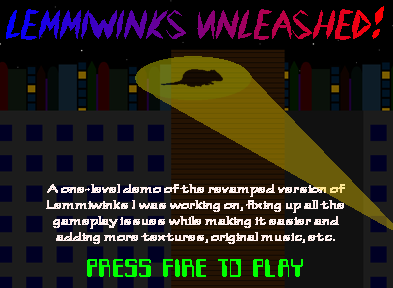 LEMMIWINKS UNLEASHED!
A one-level demo of the revamped version of
Lemmiwinks I was working on, fixing up all the
gameplay issues while making it easier and
adding more textures, original music, etc.
PRESS FIRE TO PLAY